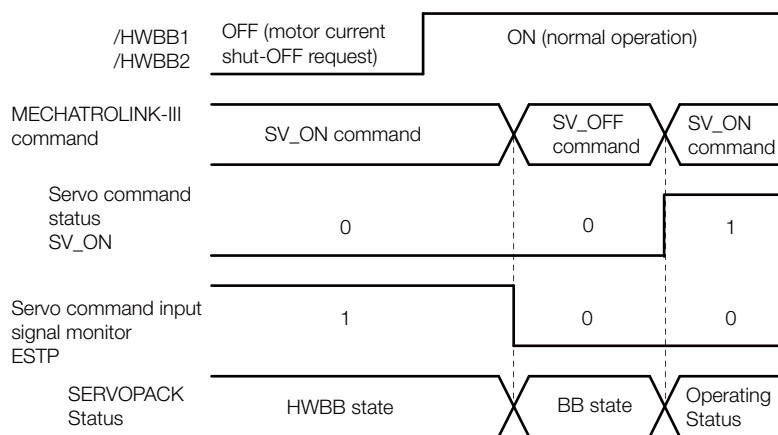 /HWBB1
/HWBB2
OFF (motor current
shut-OFF request)
ON (normal operation)
MECHATROLINK-III
command
SV_ON command
SV_OFF
command
SV_ON
command
Servo command
status
SV_ON
0
0
1
Servo command input
signal monitor
ESTP
1
0
0
SERVOPACK
Status
HWBB state
BB state
Operating
Status